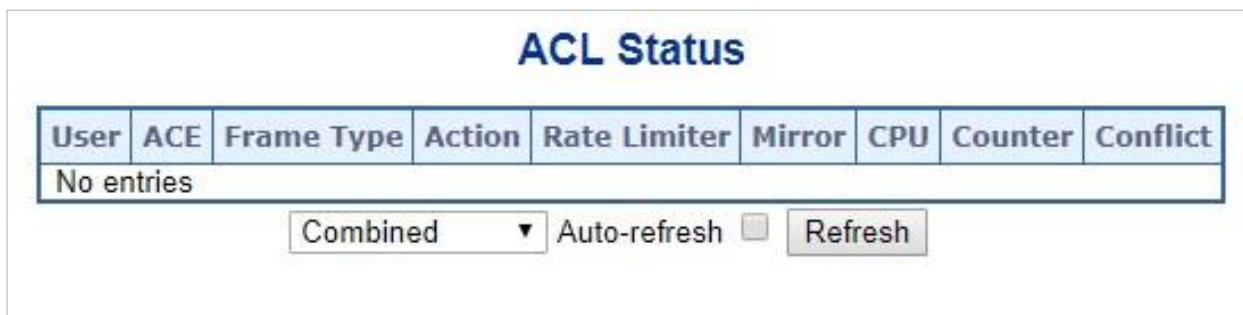 ACL Status
User ACE Frame Type Action Rate Limiter Mirror CPU Counter Conflict
No entries
Combined Auto-refresh Refresh